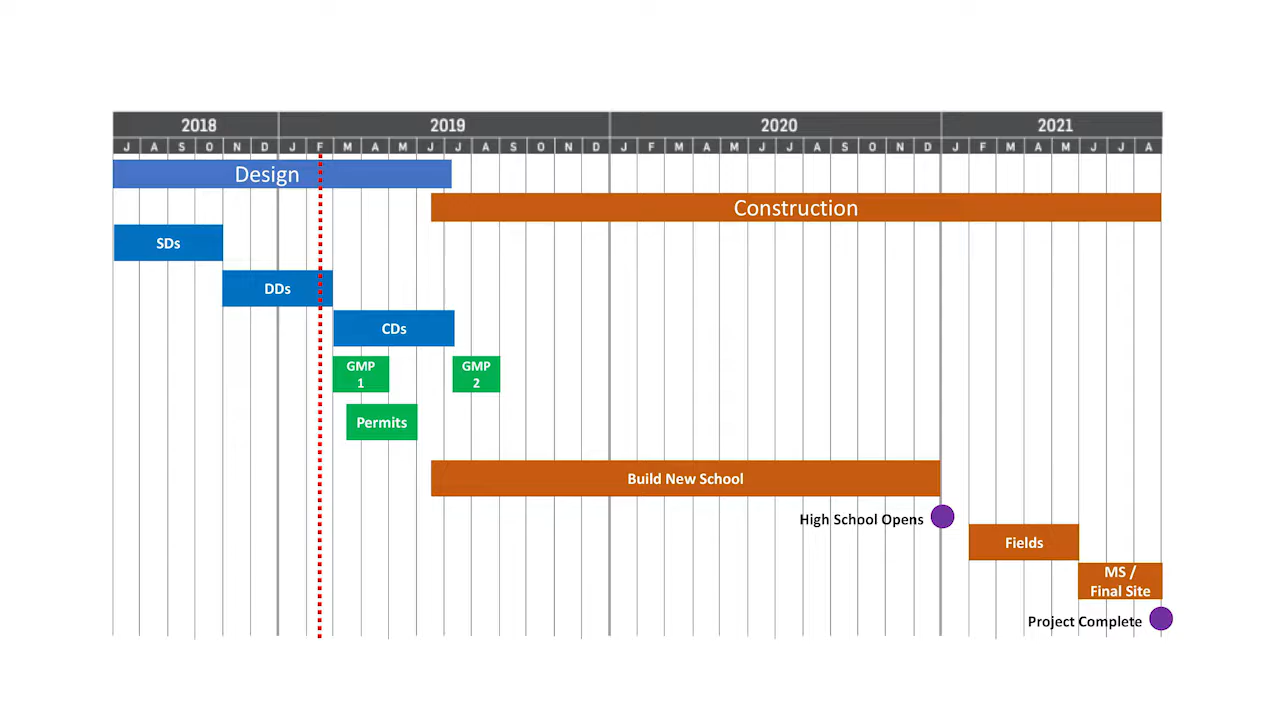 2018 2019 2020 2021
J A S O N D J F M A M J J A S O N D J F M A M J J A S O N D J F M A M J J A
Design
Construction
SDs
DDs
CDs
GMP
1
GMP
2
Permits
Build New School
High School Opens
Fields
MS /
Final Site
Project Complete